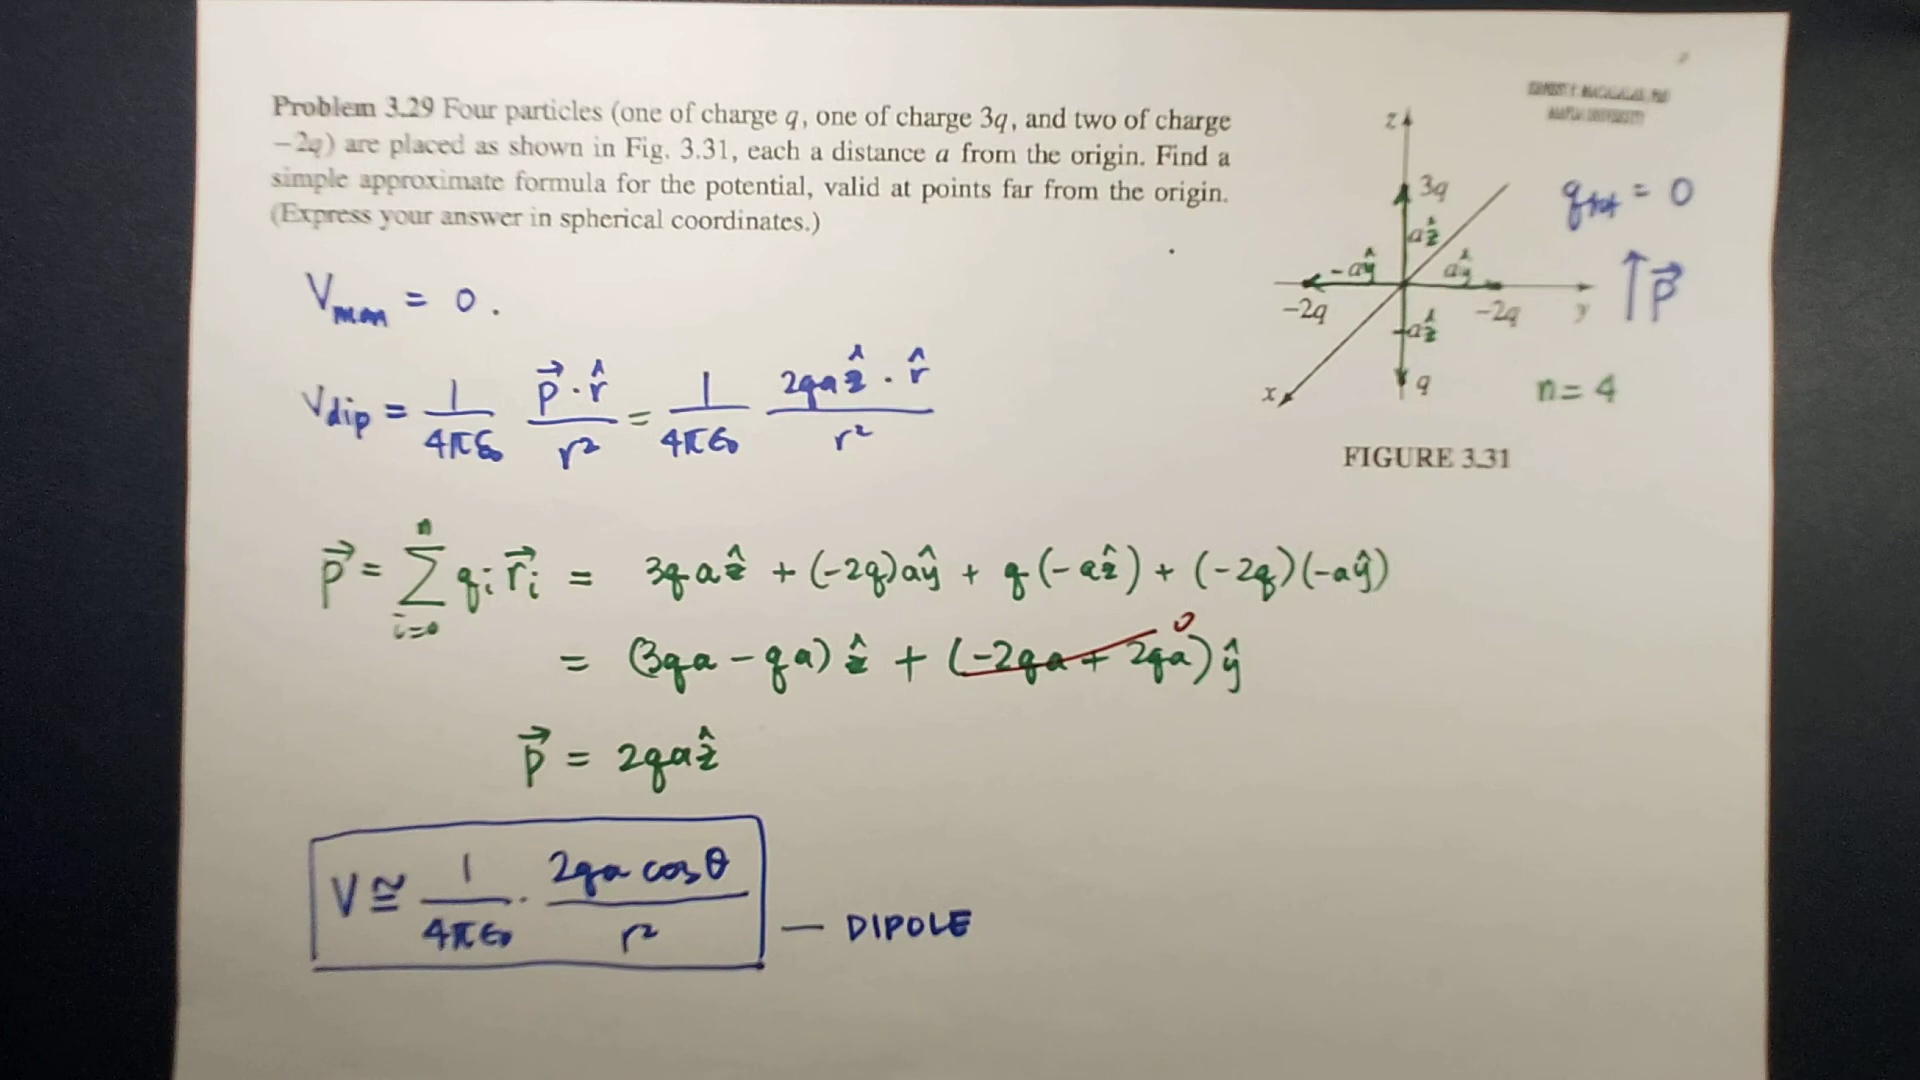 Problem 3.29 Four particles (one of charge q, one of charge 3q, and two of charge
−2q) are placed as shown in Fig. 3.31, each a distance a from the origin. Find a
simple approximate formula for the potential, valid at points far from the origin.
(Express your answer in spherical coordinates.)
z
3q
aẑ
-aŷ
aŷ
−2q
−2q
y
-aẑ
q
x
FIGURE 3.31
q_tot = 0
↑p⃗
n = 4
V_mon = 0.
V_dip = 1/(4πε₀) (p⃗ · r̂)/r² = 1/(4πε₀) (2qaẑ · r̂)/r²
p⃗ = Σ_{i=0}^{n} q_i r⃗_i = 3qaẑ + (-2q)aŷ + q(-aẑ) + (-2q)(-aŷ)
= (3qa - qa)ẑ + (-2qa + 2qa)ŷ 0
p⃗ = 2qaẑ
V ≅ 1/(4πε₀) · (2qa cosθ)/r² — DIPOLE